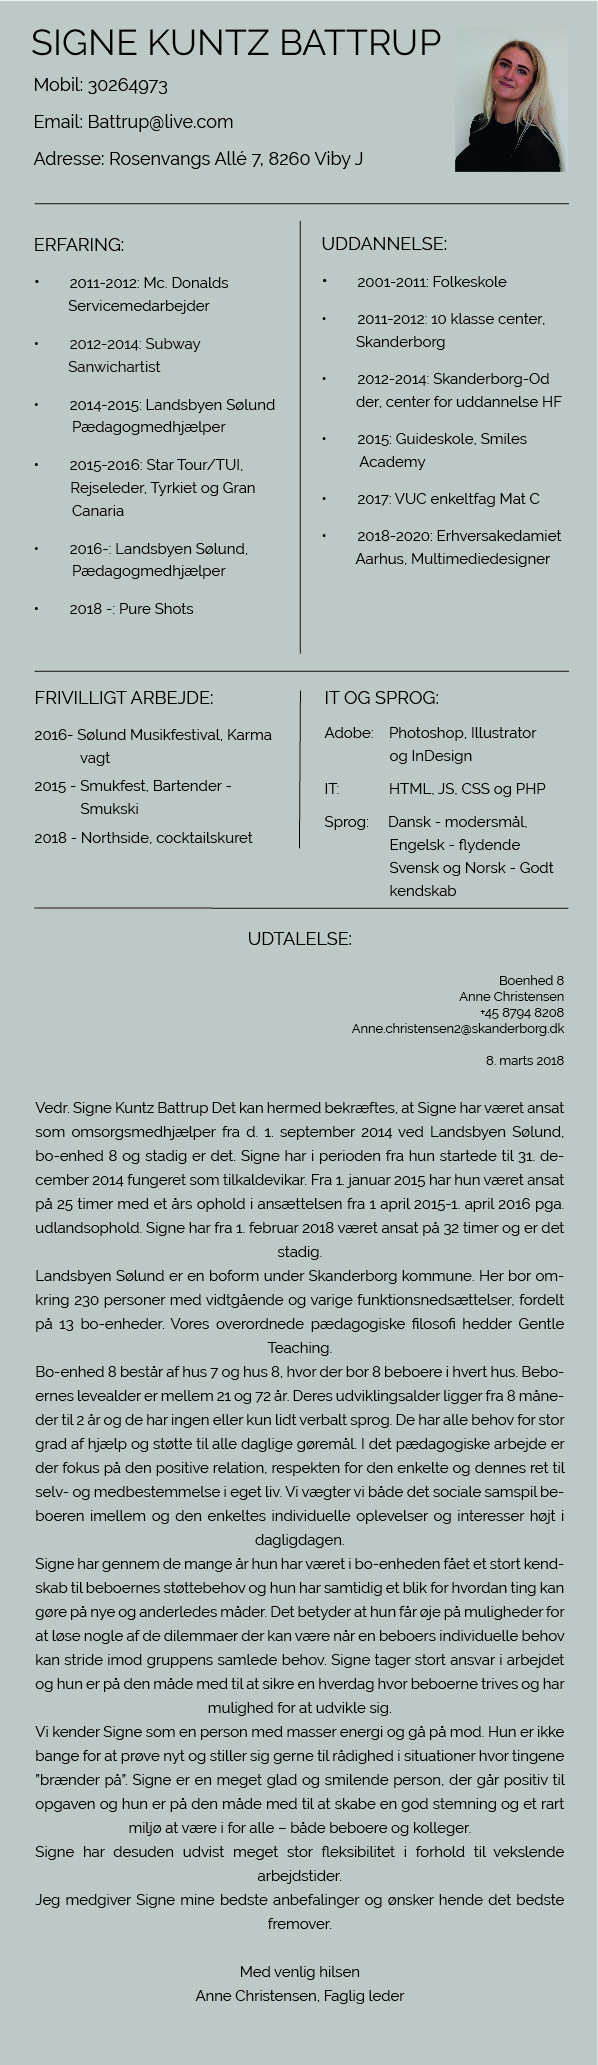 SIGNE KUNTZ BATTRUP
Mobil: 30264973
Email: Battrup@live.com
Adresse: Rosenvangs Allé 7, 8260 Viby J
ERFARING:
• 2011-2012: Mc. Donalds
Servicemedarbejder
• 2012-2014: Subway
Sanwichartist
• 2014-2015: Landsbyen Sølund
Pædagogmedhjælper
• 2015-2016: Star Tour/TUI,
Rejseleder, Tyrkiet og Gran
Canaria
• 2016-: Landsbyen Sølund,
Pædagogmedhjælper
• 2018 -: Pure Shots
UDDANNELSE:
• 2001-2011: Folkeskole
• 2011-2012: 10 klasse center,
Skanderborg
• 2012-2014: Skanderborg-Od
der, center for uddannelse HF
• 2015: Guideskole, Smiles
Academy
• 2017: VUC enkeltfag Mat C
• 2018-2020: Erhversakedamiet
Aarhus, Multimediedesigner
FRIVILLIGT ARBEJDE:
2016- Sølund Musikfestival, Karma
vagt
2015 - Smukfest, Bartender -
Smukski
2018 - Northside, cocktailskuret
IT OG SPROG:
Adobe: Photoshop, Illustrator
og InDesign
IT: HTML, JS, CSS og PHP
Sprog: Dansk - modersmål,
Engelsk - flydende
Svensk og Norsk - Godt
kendskab
UDTALELSE:
Boenhed 8
Anne Christensen
+45 8794 8208
Anne.christensen2@skanderborg.dk
8. marts 2018
Vedr. Signe Kuntz Battrup Det kan hermed bekræftes, at Signe har været ansat
som omsorgsmedhjælper fra d. 1. september 2014 ved Landsbyen Sølund,
bo-enhed 8 og stadig er det. Signe har i perioden fra hun startede til 31. de-
cember 2014 fungeret som tilkaldevikar. Fra 1. januar 2015 har hun været ansat
på 25 timer med et års ophold i ansættelsen fra 1 april 2015-1. april 2016 pga.
udlandsophold. Signe har fra 1. februar 2018 været ansat på 32 timer og er det
stadig.
Landsbyen Sølund er en boform under Skanderborg kommune. Her bor om-
kring 230 personer med vidtgående og varige funktionsnedsættelser, fordelt
på 13 bo-enheder. Vores overordnede pædagogiske filosofi hedder Gentle
Teaching.
Bo-enhed 8 består af hus 7 og hus 8, hvor der bor 8 beboere i hvert hus. Bebo-
ernes levealder er mellem 21 og 72 år. Deres udviklingsalder ligger fra 8 måne-
der til 2 år og de har ingen eller kun lidt verbalt sprog. De har alle behov for stor
grad af hjælp og støtte til alle daglige gøremål. I det pædagogiske arbejde er
der fokus på den positive relation, respekten for den enkelte og dennes ret til
selv- og medbestemmelse i eget liv. Vi vægter vi både det sociale samspil be-
boeren imellem og den enkeltes individuelle oplevelser og interesser højt i
dagligdagen.
Signe har gennem de mange år hun har været i bo-enheden fået et stort kend-
skab til beboernes støttebehov og hun har samtidig et blik for hvordan ting kan
gøre på nye og anderledes måder. Det betyder at hun får øje på muligheder for
at løse nogle af de dilemmaer der kan være når en beboers individuelle behov
kan stride imod gruppens samlede behov. Signe tager stort ansvar i arbejdet
og hun er på den måde med til at sikre en hverdag hvor beboerne trives og har
mulighed for at udvikle sig.
Vi kender Signe som en person med masser energi og gå på mod. Hun er ikke
bange for at prøve nyt og stiller sig gerne til rådighed i situationer hvor tingene
”brænder på”. Signe er en meget glad og smilende person, der går positiv til
opgaven og hun er på den måde med til at skabe en god stemning og et rart
miljø at være i for alle – både beboere og kolleger.
Signe har desuden udvist meget stor fleksibilitet i forhold til vekslende
arbejdstider.
Jeg medgiver Signe mine bedste anbefalinger og ønsker hende det bedste
fremover.
Med venlig hilsen
Anne Christensen, Faglig leder